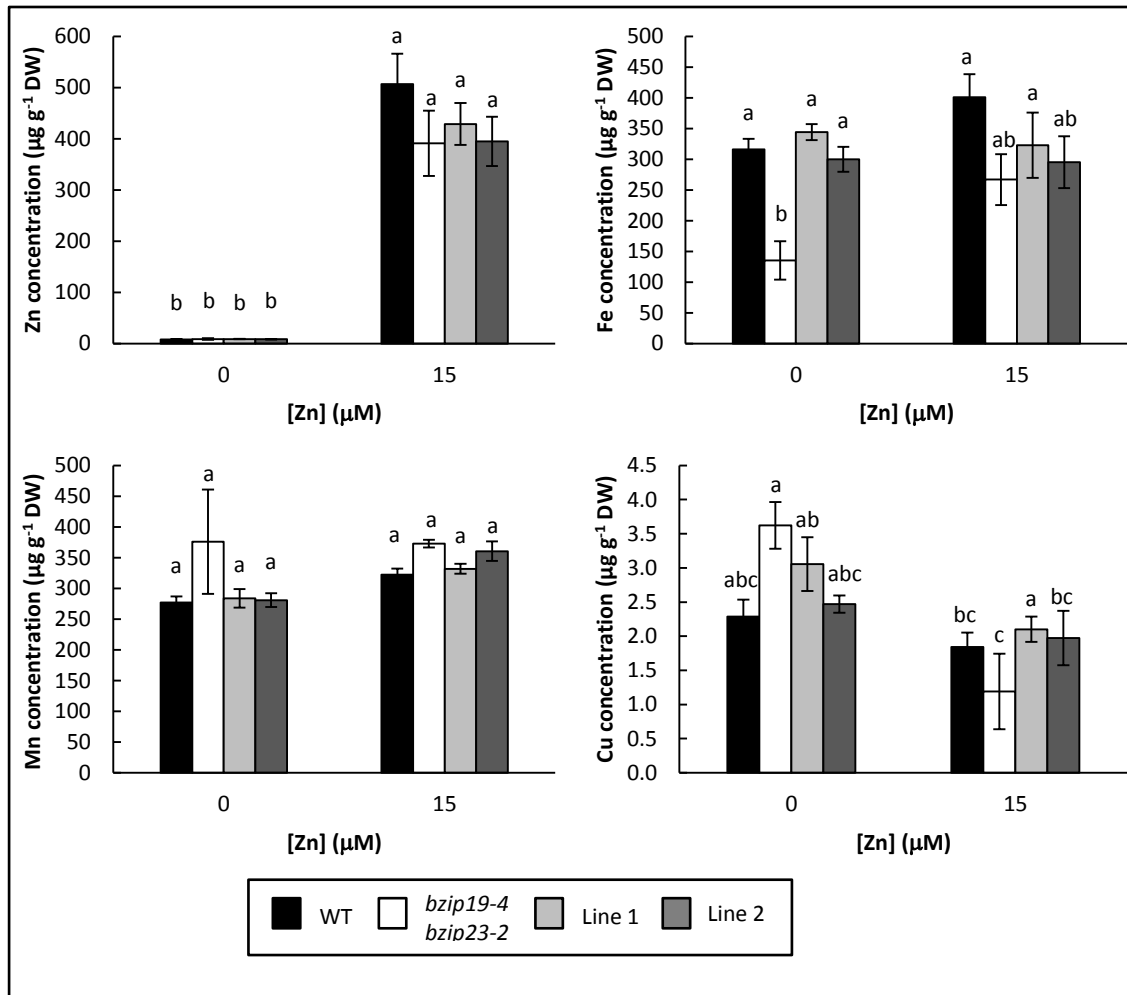 Zn concentration (µg g-1 DW)
600
500
400
300
200
100
0
a
a
a
a
b
b
b
b
0
15
[Zn] (µM)
Fe concentration (µg g-1 DW)
500
450
400
350
300
250
200
150
100
50
0
a
b
a
a
a
ab
a
ab
0
15
[Zn] (µM)
Mn concentration (µg g-1 DW)
500
450
400
350
300
250
200
150
100
50
0
a
a
a
a
a
a
a
a
0
15
[Zn] (µM)
Cu concentration (µg g-1 DW)
4.5
4.0
3.5
3.0
2.5
2.0
1.5
1.0
0.5
0.0
abc
a
ab
abc
bc
c
a
bc
0
15
[Zn] (µM)
WT
bzip19-4
bzip23-2
Line 1
Line 2